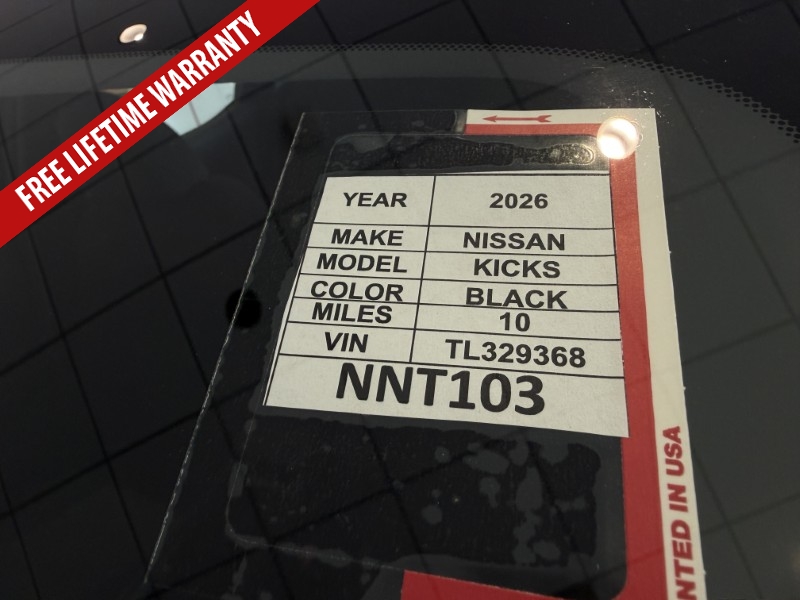 FREE LIFETIME WARRANTY
YEAR 2026
MAKE NISSAN
MODEL KICKS
COLOR BLACK
MILES 10
VIN TL329368
NNT103
NTED IN USA